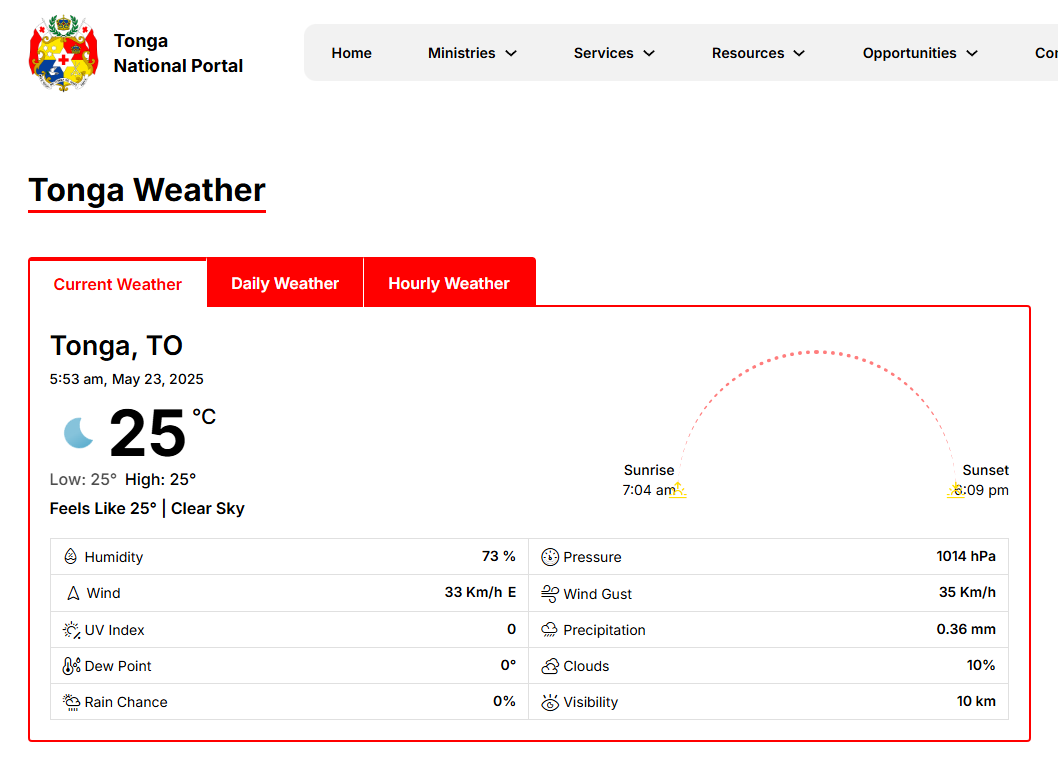 Tonga
National Portal
Home Ministries Services Resources Opportunities
Tonga Weather
Current Weather Daily Weather Hourly Weather
Tonga, TO
5:53 am, May 23, 2025
25 °C
Low: 25° High: 25°
Feels Like 25° | Clear Sky
Sunrise
7:04 am
Sunset
6:09 pm
Humidity 73 % Pressure 1014 hPa
Wind 33 Km/h E Wind Gust 35 Km/h
UV Index 0 Precipitation 0.36 mm
Dew Point 0° Clouds 10%
Rain Chance 0% Visibility 10 km